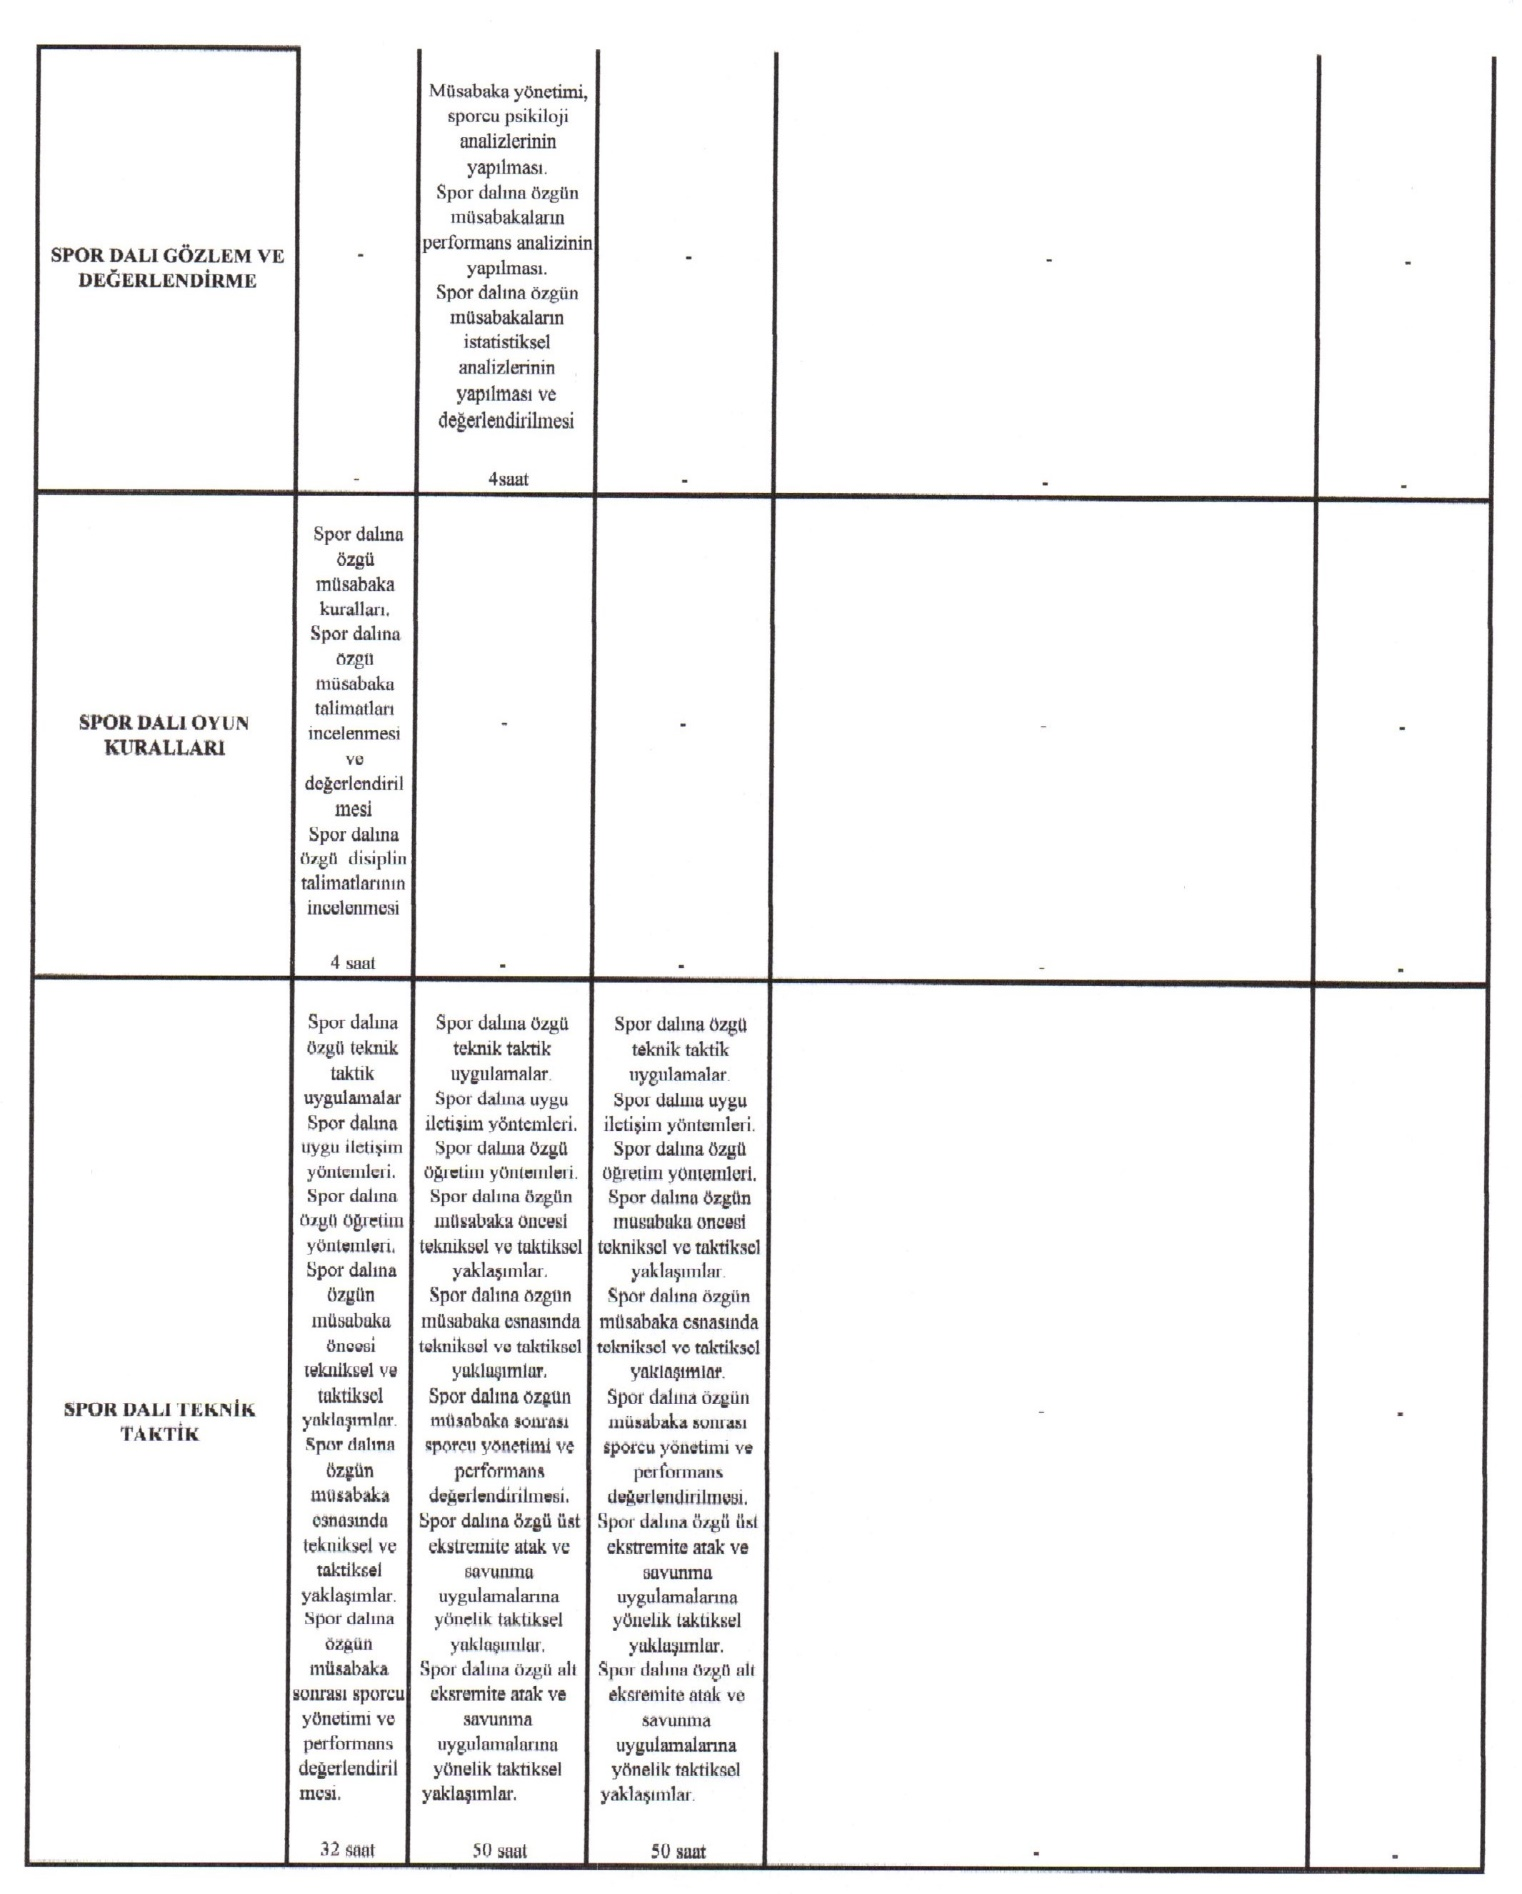 SPOR DALI GÖZLEM VE
DEĞERLENDİRME
-
-
Müsabaka yönetimi,
sporcu psikiloji
analizlerinin
yapılması.
Spor dalına özgün
müsabakaların
performans analizinin
yapılması.
Spor dalına özgün
müsabakaların
istatistiksel
analizlerinin
yapılması ve
değerlendirilmesi
4saat
-
-
-
-
-
-
SPOR DALI OYUN
KURALLARI
Spor dalına
özgü
müsabaka
kuralları.
Spor dalına
özgü
müsabaka
talimatları
incelenmesi
ve
değerlendiril
mesi
Spor dalına
özgü disiplin
talimatlarının
incelenmesi
4 saat
-
-
-
-
-
-
-
-
SPOR DALI TEKNİK
TAKTİK
Spor dalına
özgü teknik
taktik
uygulamalar
Spor dalına
uygu iletişim
yöntemleri.
Spor dalına
özgü öğretim
yöntemleri.
Spor dalına
özgün
müsabaka
öncesi
tekniksel ve
taktiksel
yaklaşımlar.
Spor dalına
özgün
müsabaka
esnasında
tekniksel ve
taktiksel
yaklaşımlar.
Spor dalına
özgün
müsabaka
sonrası sporcu
yönetimi ve
performans
değerlendiril
mesi.
32 saat
Spor dalına özgü
teknik taktik
uygulamalar.
Spor dalına uygu
iletişim yöntemleri.
Spor dalına özgü
öğretim yöntemleri.
Spor dalına özgün
müsabaka öncesi
tekniksel ve taktiksel
yaklaşımlar.
Spor dalına özgün
müsabaka esnasında
tekniksel ve taktiksel
yaklaşımlar.
Spor dalına özgün
müsabaka sonrası
sporcu yönetimi ve
performans
değerlendirilmesi.
Spor dalına özgü üst
ekstremite atak ve
savunma
uygulamalarına
yönelik taktiksel
yaklaşımlar.
Spor dalına özgü alt
eksremite atak ve
savunma
uygulamalarına
yönelik taktiksel
yaklaşımlar.
50 saat
Spor dalına özgü
teknik taktik
uygulamalar.
Spor dalına uygu
iletişim yöntemleri.
Spor dalına özgü
öğretim yöntemleri.
Spor dalına özgün
müsabaka öncesi
tekniksel ve taktiksel
yaklaşımlar.
Spor dalına özgün
müsabaka esnasında
tekniksel ve taktiksel
yaklaşımlar.
Spor dalına özgün
müsabaka sonrası
sporcu yönetimi ve
performans
değerlendirilmesi.
Spor dalına özgü üst
ekstremite atak ve
savunma
uygulamalarına
yönelik taktiksel
yaklaşımlar.
Spor dalına özgü alt
eksremite atak ve
savunma
uygulamalarına
yönelik taktiksel
yaklaşımlar.
50 saat
-
-
-
-